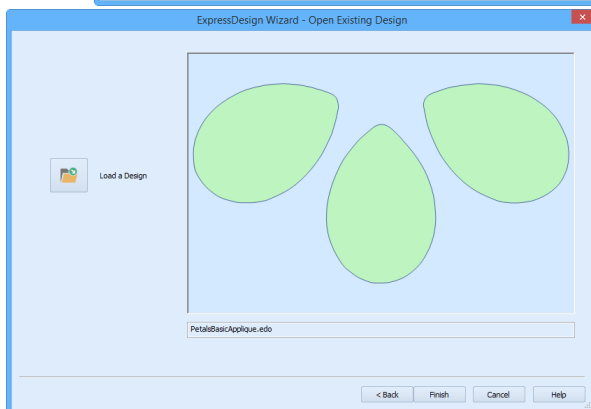 ExpressDesign Wizard - Open Existing Design
Load a Design
PetalsBasicApplique.edo
< Back Finish Cancel Help